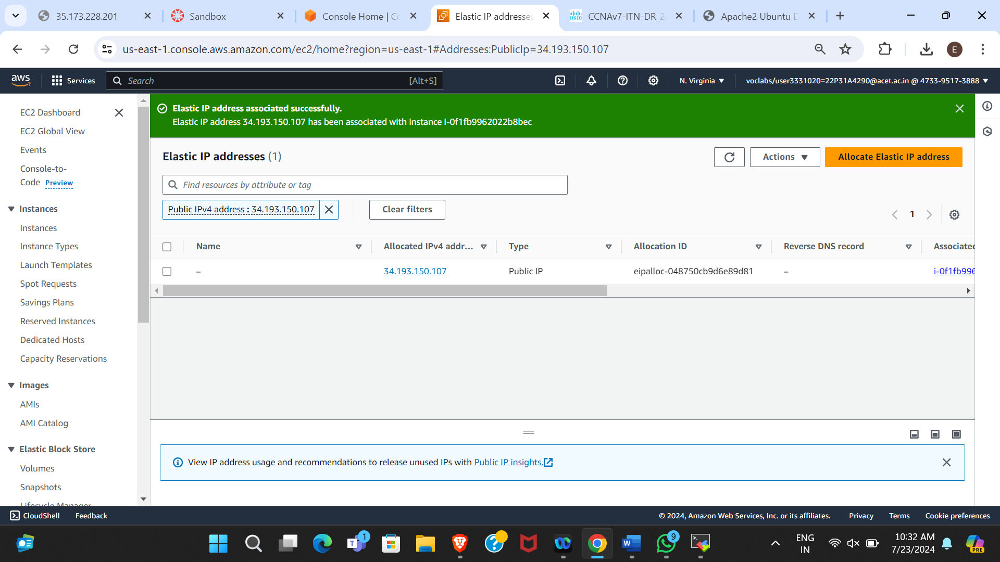 35.173.228.201
Sandbox
Console Home | Co
Elastic IP addresses
CCNAv7-ITN-DR_2
Apache2 Ubuntu D
us-east-1.console.aws.amazon.com/ec2/home?region=us-east-1#Addresses:PublicIp=34.193.150.107
E
aws
Services
Search
[Alt+S]
N. Virginia
voclabs/user3331020=22P31A4290@acet.ac.in @ 4733-9517-3888
EC2 Dashboard
EC2 Global View
Events
Console-to-
Code Preview
Instances
Instances
Instance Types
Launch Templates
Spot Requests
Savings Plans
Reserved Instances
Dedicated Hosts
Capacity Reservations
Images
AMIs
AMI Catalog
Elastic Block Store
Volumes
Snapshots
Lifecycle Manager
Elastic IP address associated successfully.
Elastic IP address 34.193.150.107 has been associated with instance i-0f1fb9962022b8bec
Elastic IP addresses (1)
Actions
Allocate Elastic IP address
Find resources by attribute or tag
Public IPv4 address : 34.193.150.107
Clear filters
1
Name
Allocated IPv4 addr...
Type
Allocation ID
Reverse DNS record
Associated
–
34.193.150.107
Public IP
eipalloc-048750cb9d6e89d81
–
i-0f1fb996
View IP address usage and recommendations to release unused IPs with Public IP insights.
CloudShell
Feedback
© 2024, Amazon Web Services, Inc. or its affiliates.
Privacy
Terms
Cookie preferences
1
9
ENG
IN
10:32 AM
7/23/2024
PRE